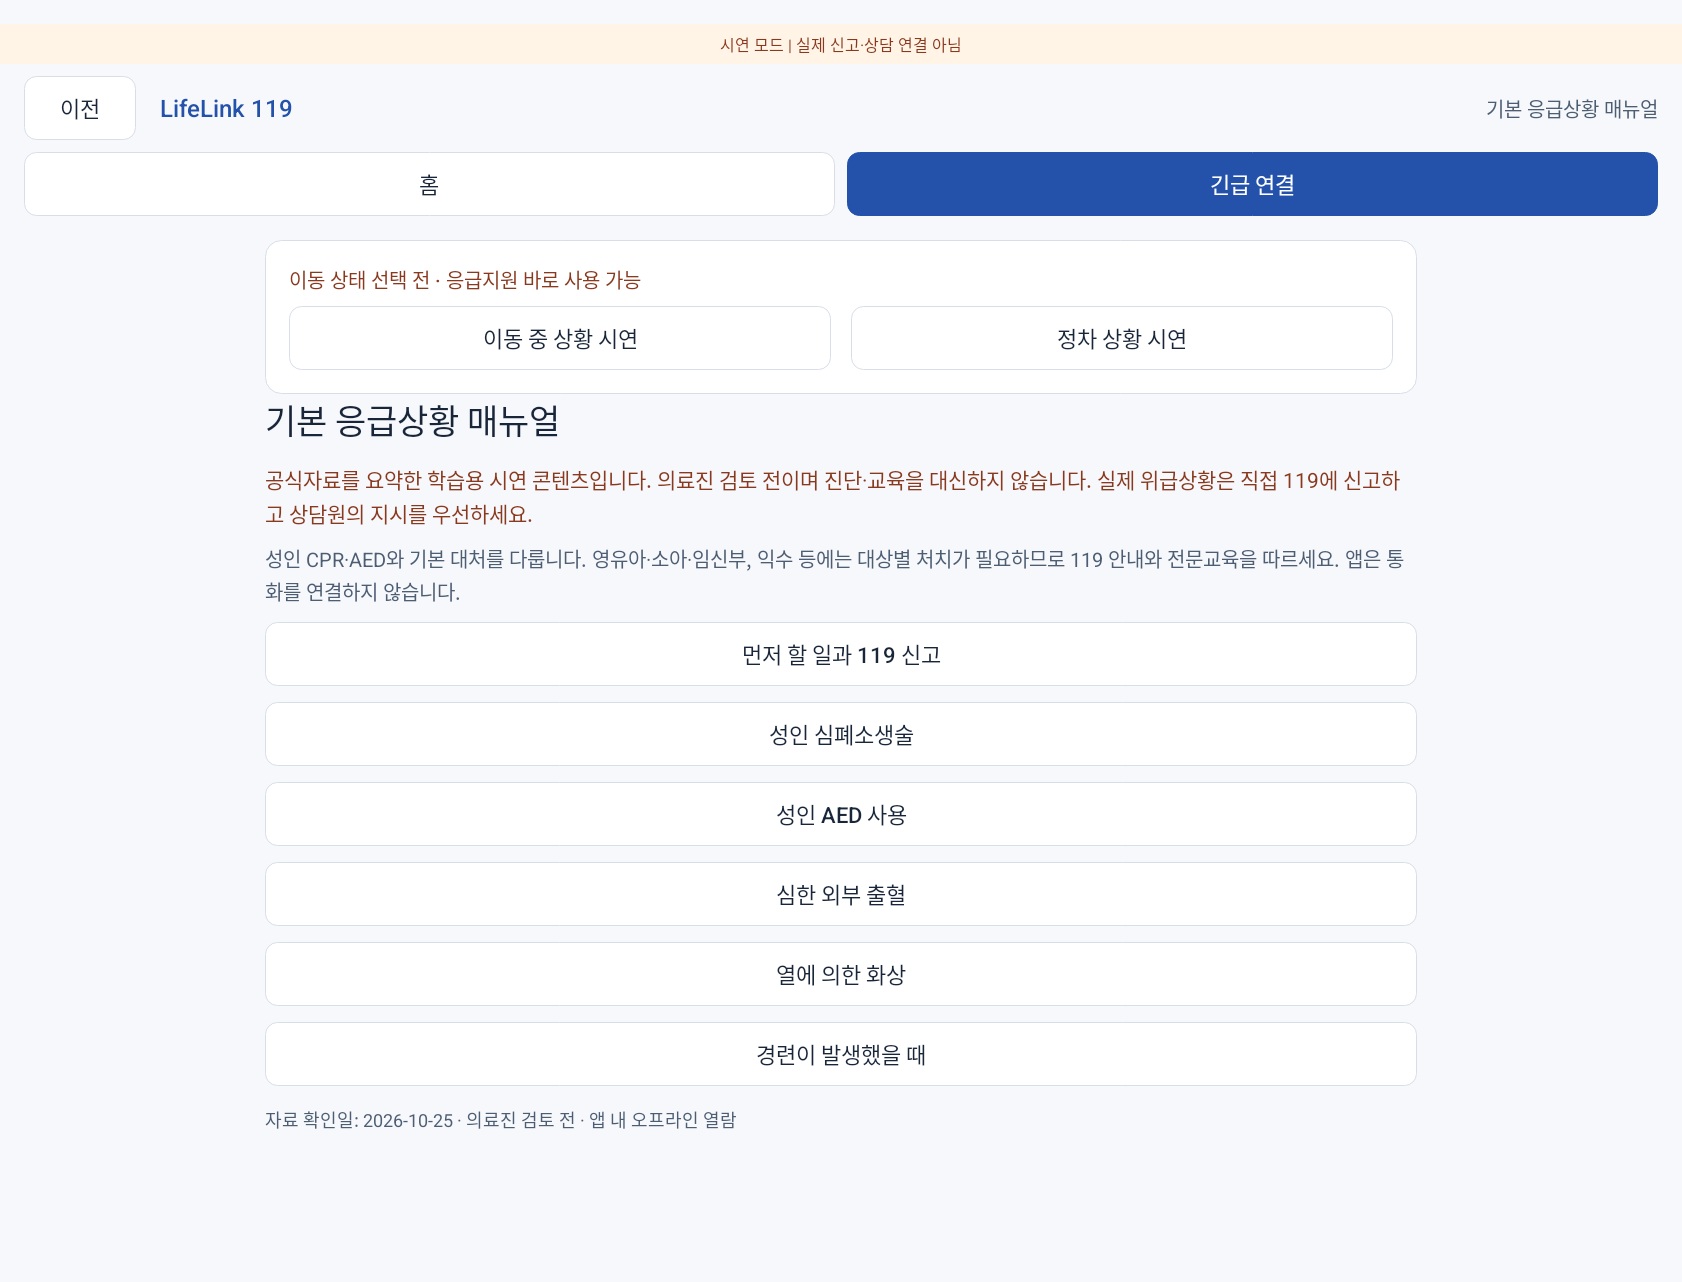 시연 모드 | 실제 신고·상담 연결 아님
이전
LifeLink 119
기본 응급상황 매뉴얼
홈
긴급 연결
이동 상태 선택 전 · 응급지원 바로 사용 가능
이동 중 상황 시연
정차 상황 시연
기본 응급상황 매뉴얼
공식자료를 요약한 학습용 시연 콘텐츠입니다. 의료진 검토 전이며 진단·교육을 대신하지 않습니다. 실제 위급상황은 직접 119에 신고하
고 상담원의 지시를 우선하세요.
성인 CPR·AED와 기본 대처를 다룹니다. 영유아·소아·임신부, 익수 등에는 대상별 처치가 필요하므로 119 안내와 전문교육을 따르세요. 앱은 통
화를 연결하지 않습니다.
먼저 할 일과 119 신고
성인 심폐소생술
성인 AED 사용
심한 외부 출혈
열에 의한 화상
경련이 발생했을 때
자료 확인일: 2026-10-25 · 의료진 검토 전 · 앱 내 오프라인 열람